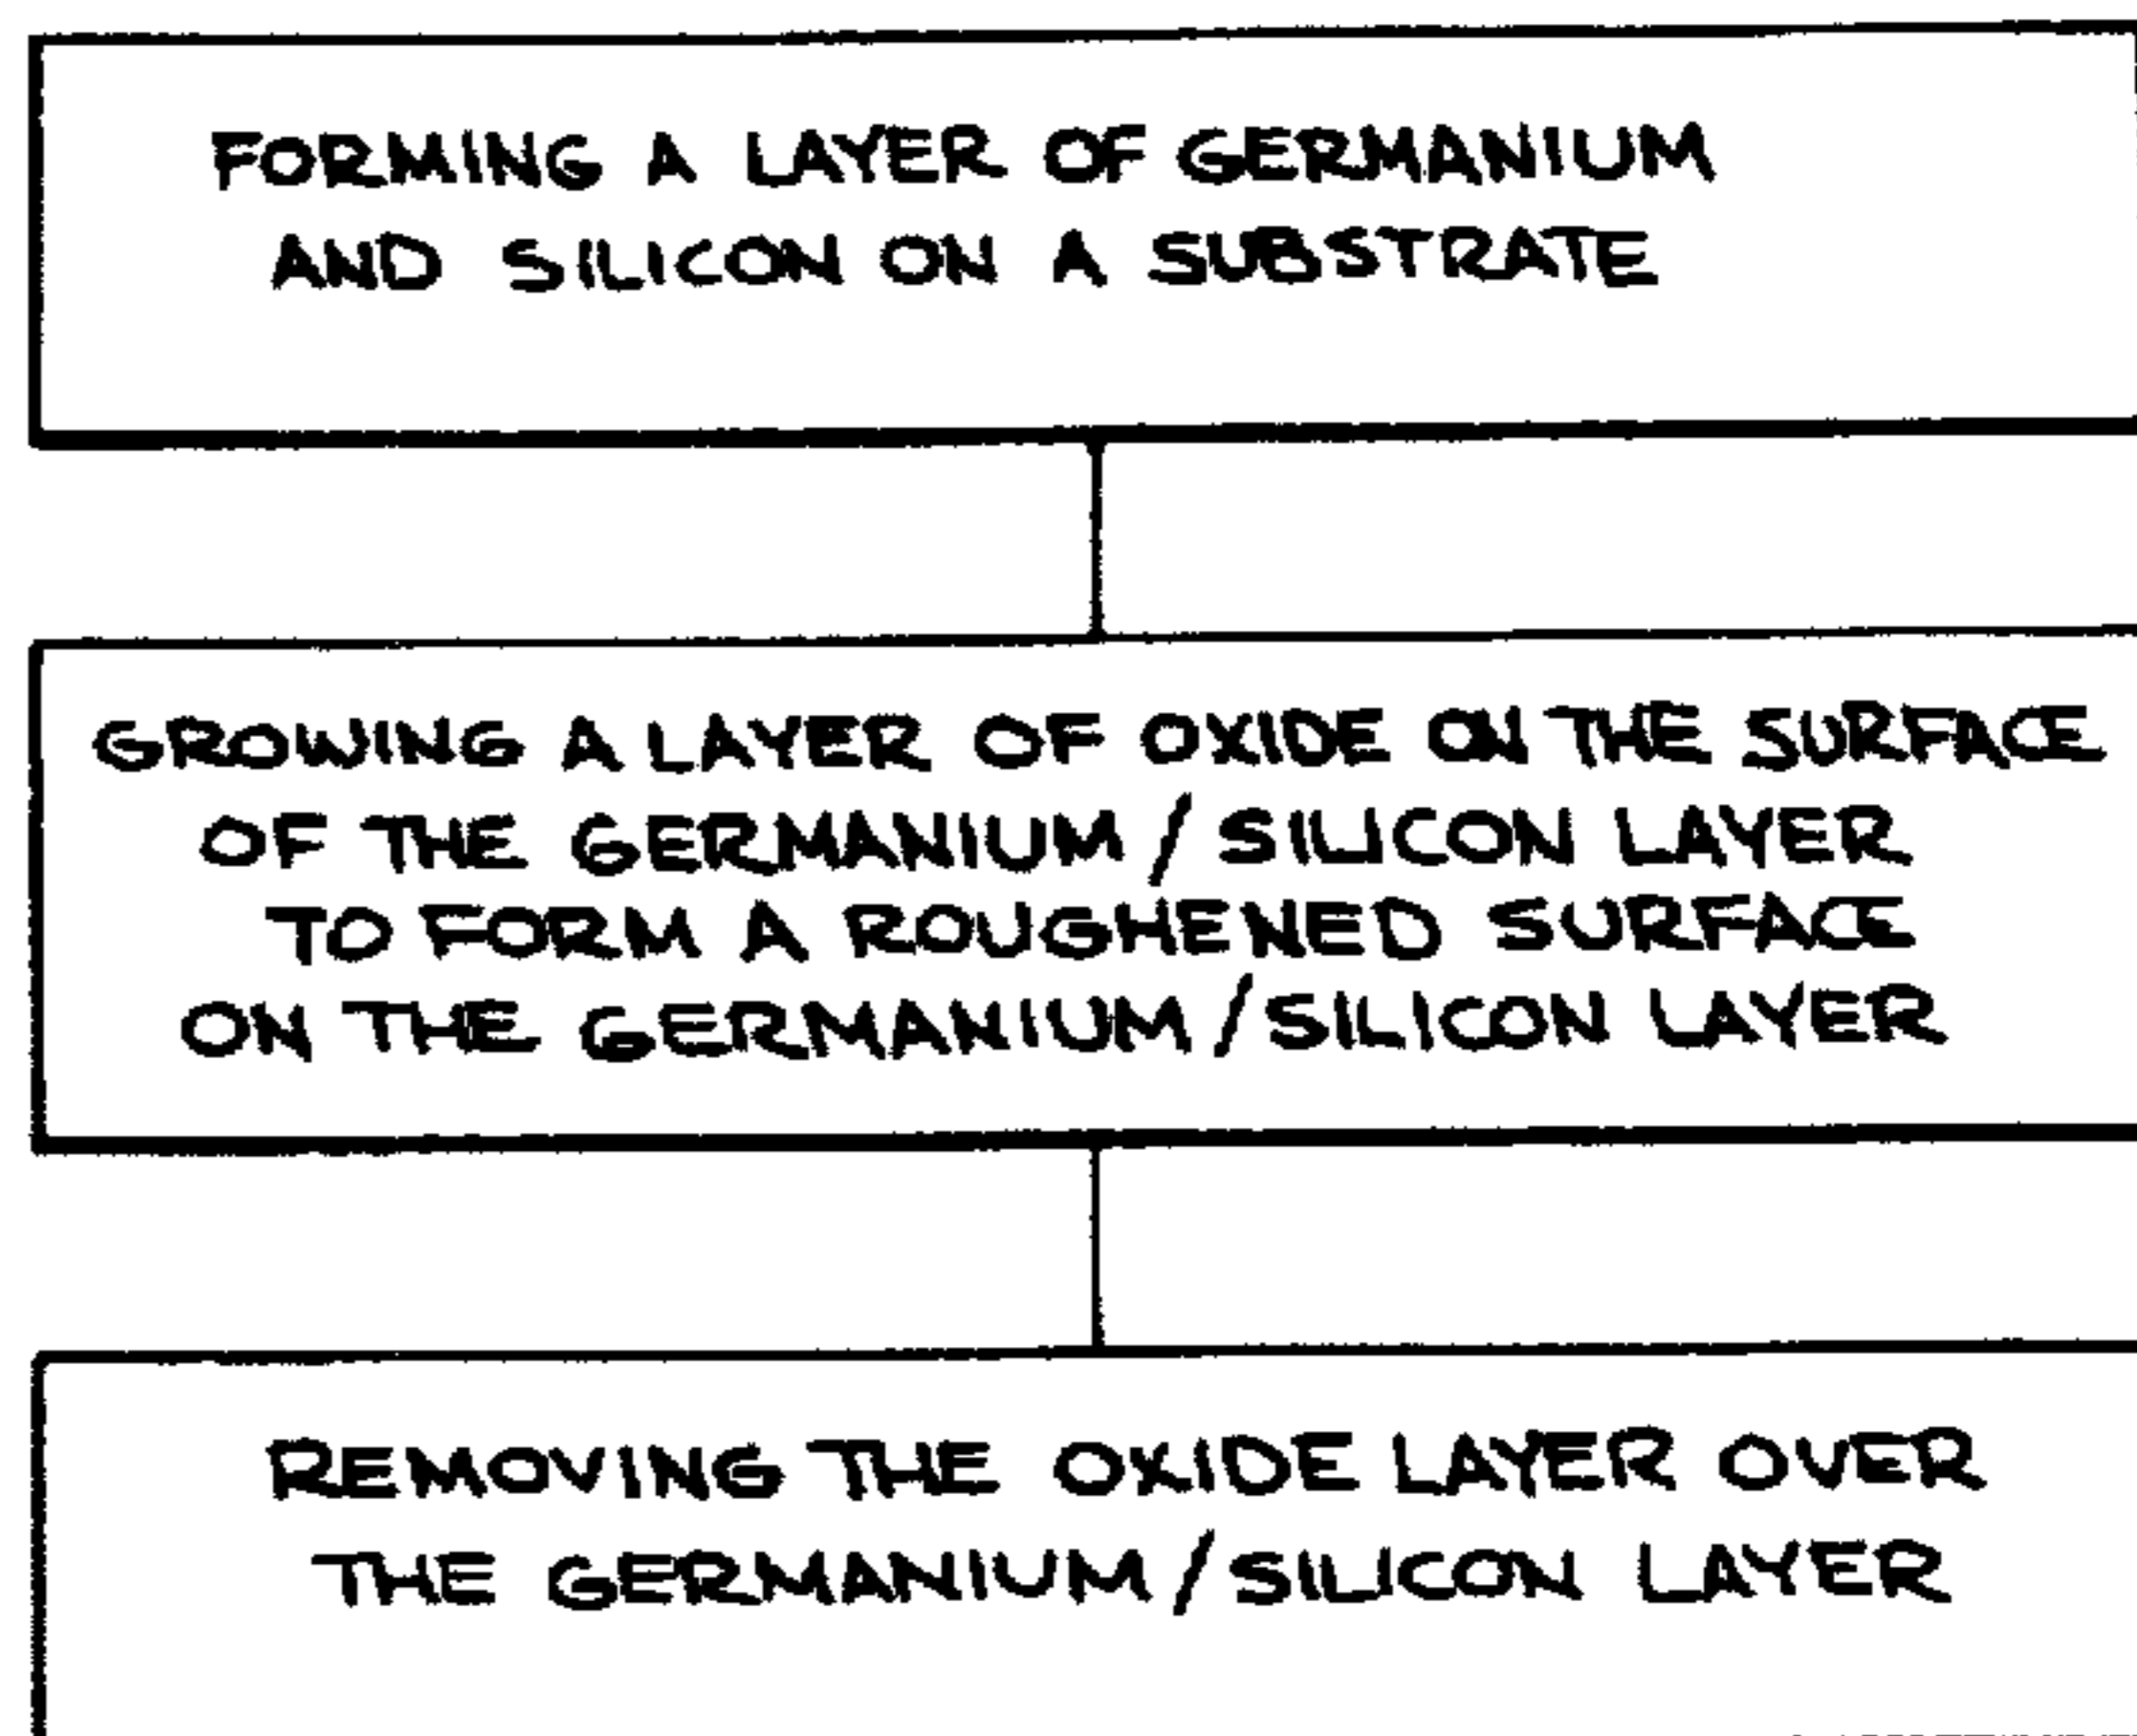 FORMING A LAYER OF GERMANIUM
AND SILICON ON A SUBSTRATE
GROWING A LAYER OF OXIDE ON THE SURFACE
OF THE GERMANIUM/SILICON LAYER
TO FORM A ROUGHENED SURFACE
ON THE GERMANIUM/SILICON LAYER
REMOVING THE OXIDE LAYER OVER
THE GERMANIUM/SILICON LAYER